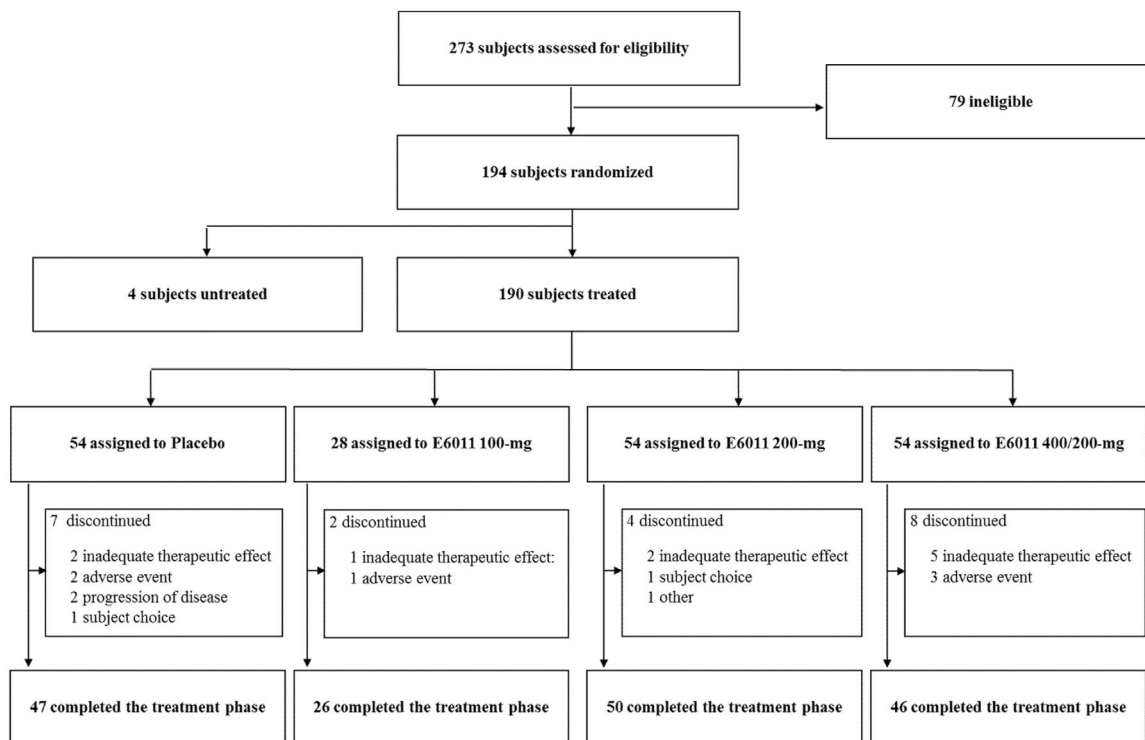 273 subjects assessed for eligibility
79 ineligible
194 subjects randomized
4 subjects untreated
190 subjects treated
54 assigned to Placebo
28 assigned to E6011 100-mg
54 assigned to E6011 200-mg
54 assigned to E6011 400/200-mg
7 discontinued
2 inadequate therapeutic effect
2 adverse event
2 progression of disease
1 subject choice
2 discontinued
1 inadequate therapeutic effect:
1 adverse event
4 discontinued
2 inadequate therapeutic effect
1 subject choice
1 other
8 discontinued
5 inadequate therapeutic effect
3 adverse event
47 completed the treatment phase
26 completed the treatment phase
50 completed the treatment phase
46 completed the treatment phase